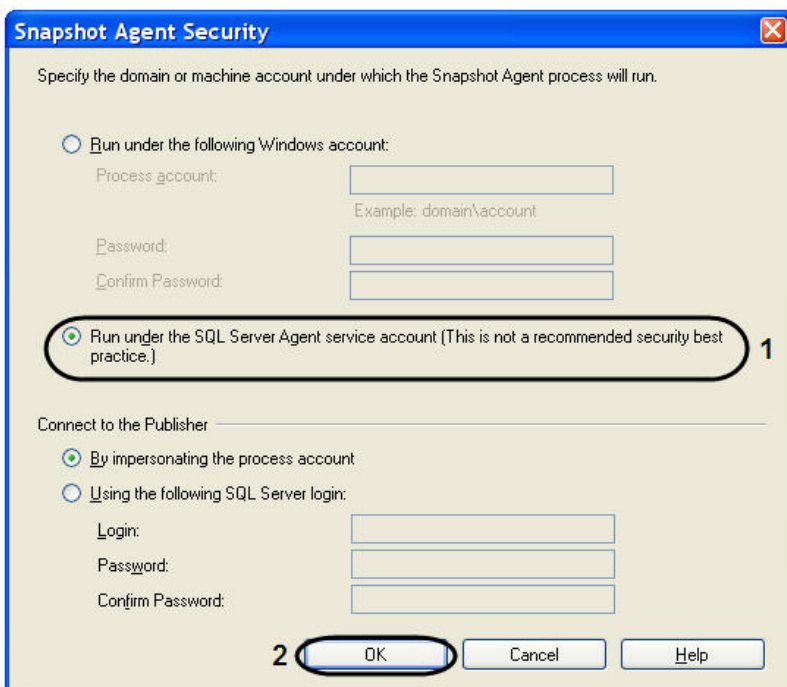 Snapshot Agent Security
Specify the domain or machine account under which the Snapshot Agent process will run.
Run under the following Windows account:
Process account:
Example: domain\account
Password:
Confirm Password:
Run under the SQL Server Agent service account (This is not a recommended security best
practice.)
1
Connect to the Publisher
By impersonating the process account
Using the following SQL Server login:
Login:
Password:
Confirm Password:
2 OK Cancel Help